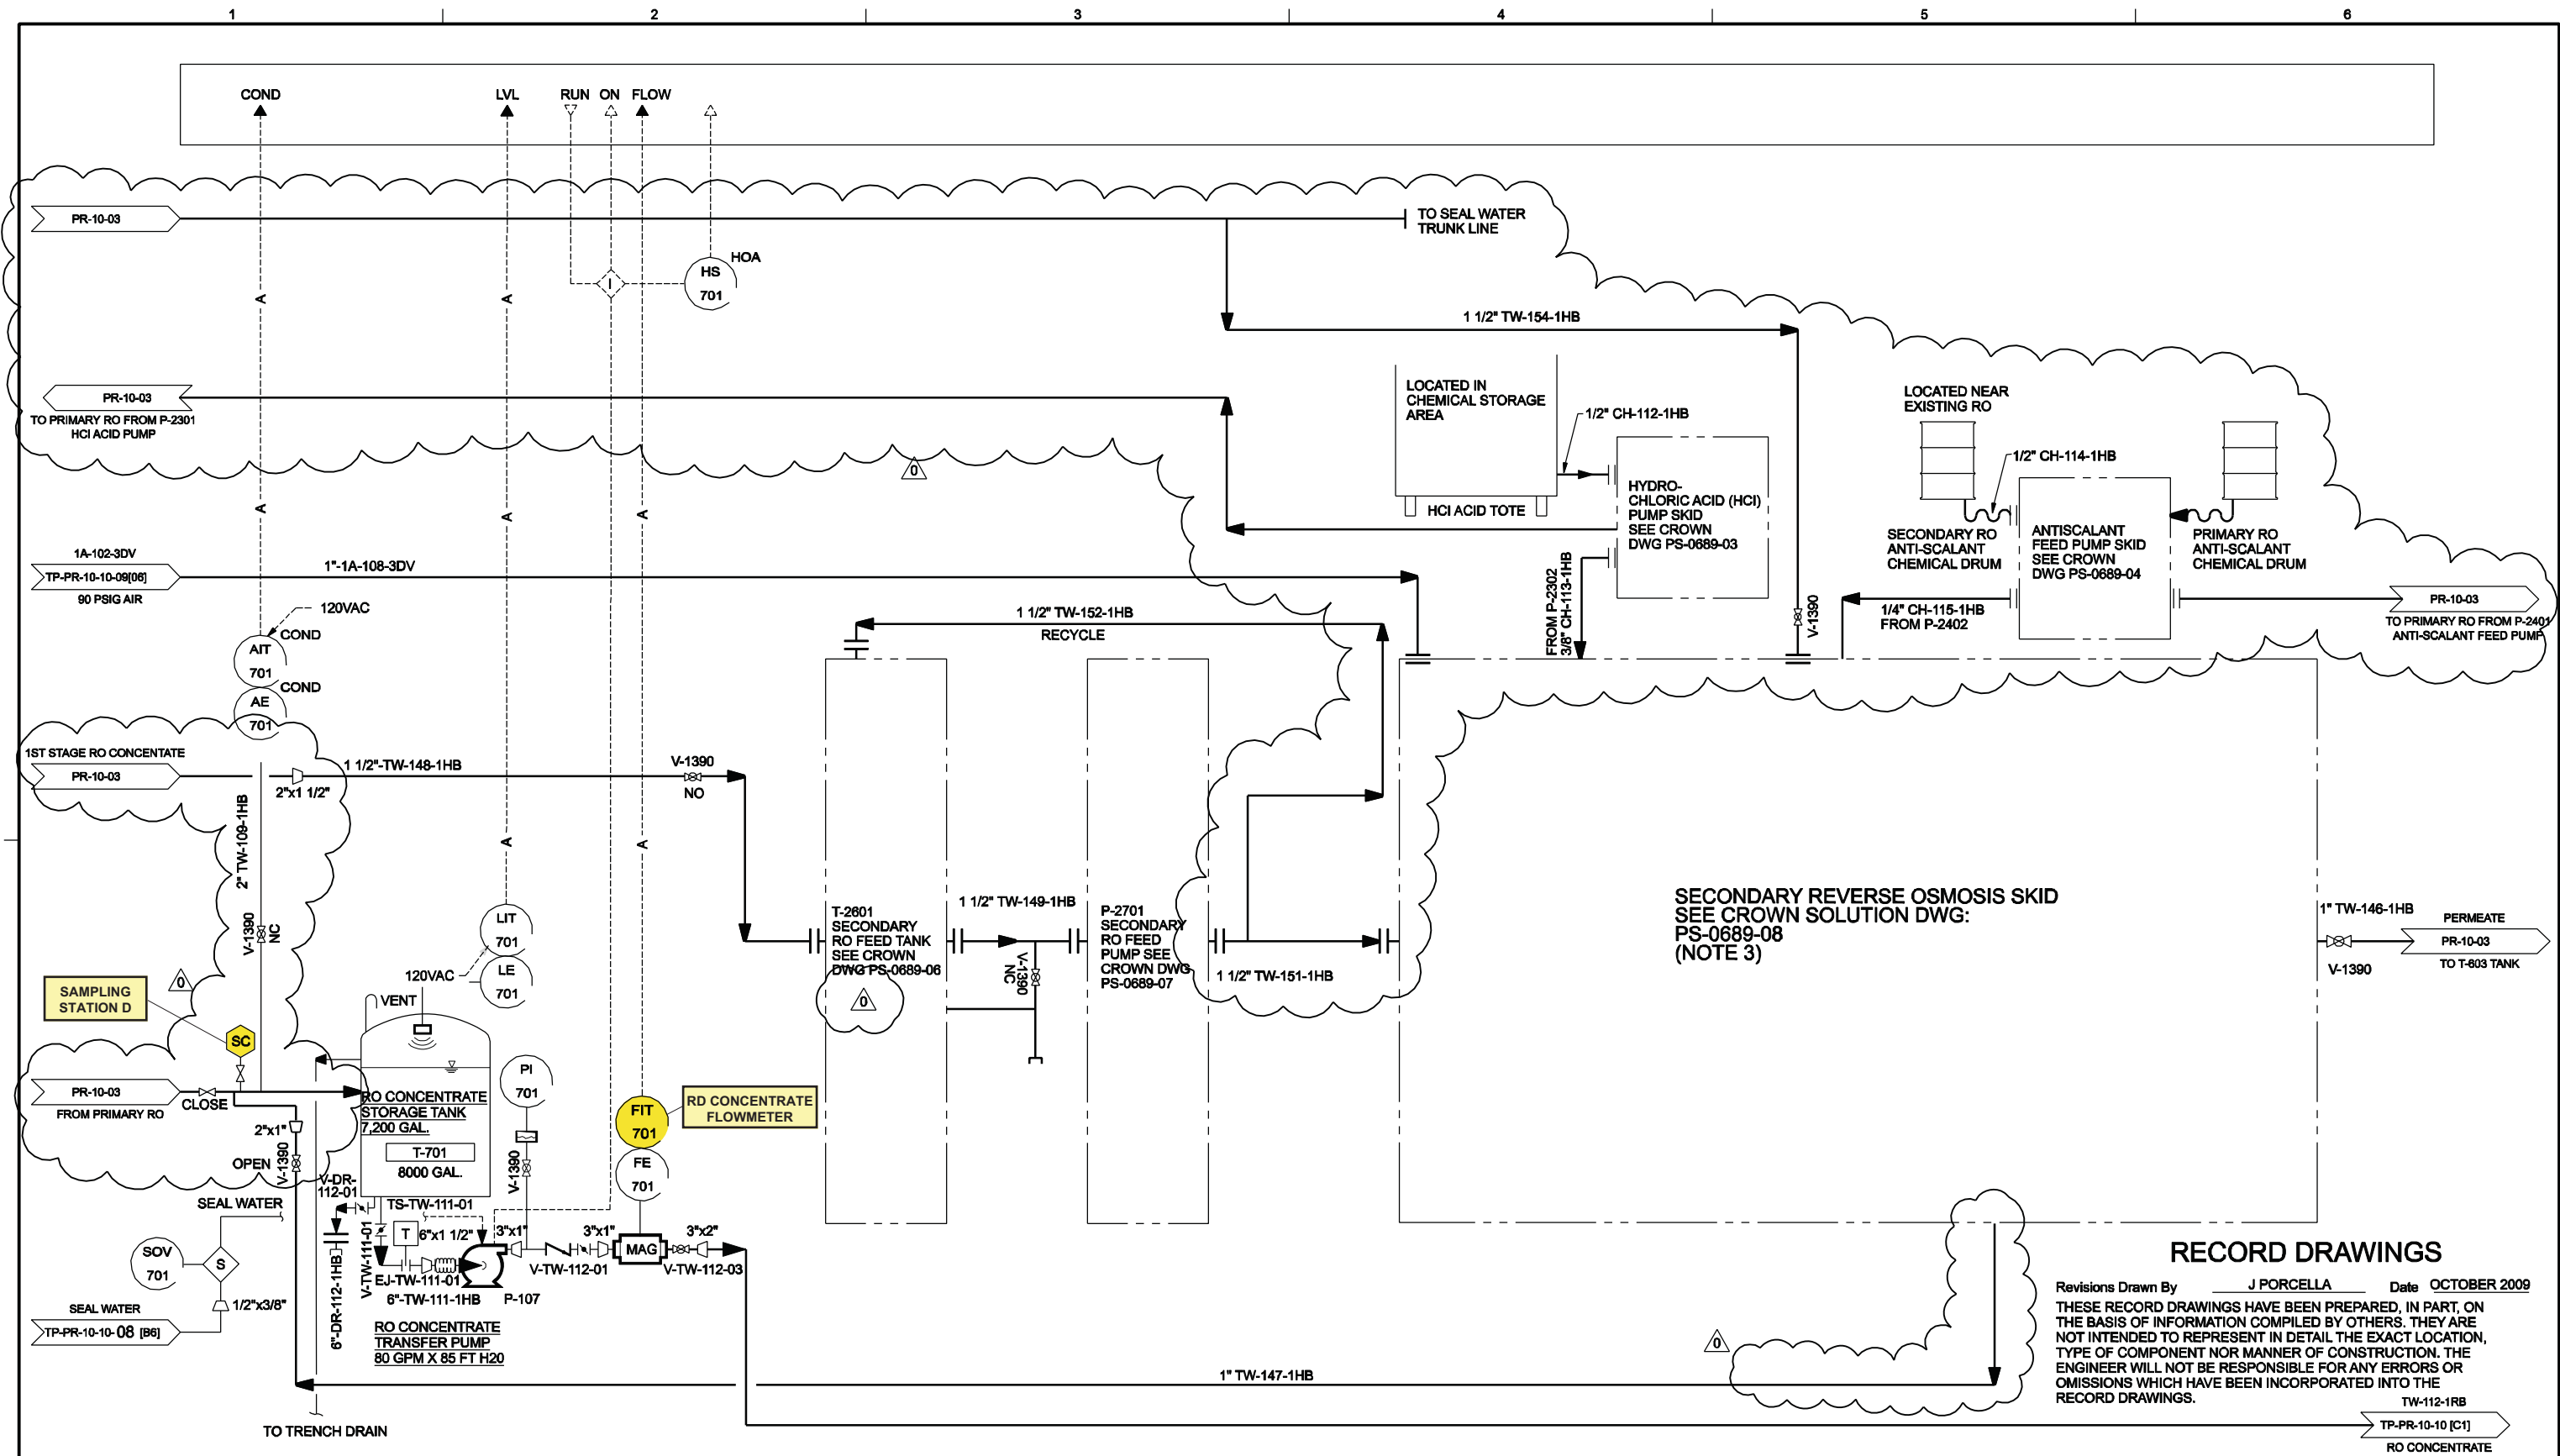 1
2
3
4
5
6
COND
LVL
RUN
ON
FLOW
PR-10-03
TO SEAL WATER
TRUNK LINE
HOA
HS
701
I
A
A
1 1/2" TW-154-1HB
PR-10-03
TO PRIMARY RO FROM P-2301
HCl ACID PUMP
0
LOCATED IN
CHEMICAL STORAGE
AREA
1/2" CH-112-1HB
HCl ACID TOTE
HYDRO-
CHLORIC ACID (HCl)
PUMP SKID
SEE CROWN
DWG PS-0689-03
LOCATED NEAR
EXISTING RO
1/2" CH-114-1HB
SECONDARY RO
ANTI-SCALANT
CHEMICAL DRUM
ANTISCALANT
FEED PUMP SKID
SEE CROWN
DWG PS-0689-04
PRIMARY RO
ANTI-SCALANT
CHEMICAL DRUM
A
A
A
1A-102-3DV
TP-PR-10-10-09[06]
90 PSIG AIR
1"-1A-108-3DV
FROM P-2302
3/8" CH-113-1HB
V-1390
1/4" CH-115-1HB
FROM P-2402
PR-10-03
TO PRIMARY RO FROM P-2401
ANTI-SCALANT FEED PUMP
120VAC
COND
AIT
701
COND
AE
701
1 1/2" TW-152-1HB
RECYCLE
1ST STAGE RO CONCENTATE
PR-10-03
2"x1 1/2"
1 1/2"-TW-148-1HB
V-1390
NO
2" TW-109-1HB
A
A
V-1390
NC
LIT
701
LE
701
120VAC
T-2601
SECONDARY
RO FEED TANK
SEE CROWN
DWG PS-0689-06
0
1 1/2" TW-149-1HB
V-1390
NC
P-2701
SECONDARY
RO FEED
PUMP SEE
CROWN DWG
PS-0689-07
1 1/2" TW-151-1HB
SECONDARY REVERSE OSMOSIS SKID
SEE CROWN SOLUTION DWG:
PS-0689-08
(NOTE 3)
1" TW-146-1HB
V-1390
PERMEATE
PR-10-03
TO T-603 TANK
SAMPLING
STATION D
0
SC
VENT
PR-10-03
FROM PRIMARY RO
CLOSE
RO CONCENTRATE
STORAGE TANK
7,200 GAL.
T-701
8000 GAL.
PI
701
FIT
701
RD CONCENTRATE
FLOWMETER
FE
701
2"x1"
OPEN
V-1390
V-1390
V-DR-
112-01
TS-TW-111-01
SEAL WATER
SOV
701
S
1/2"x3/8"
SEAL WATER
TP-PR-10-10-08 [B6]
6"-DR-112-1HB
V-TW-111-01
T
6"x1 1/2"
3"x1"
3"x1"
MAG
3"x2"
V-TW-112-01
V-TW-112-03
EJ-TW-111-01
6"-TW-111-1HB
P-107
RO CONCENTRATE
TRANSFER PUMP
80 GPM X 85 FT H20
TO TRENCH DRAIN
1" TW-147-1HB
0
RECORD DRAWINGS
Revisions Drawn By J PORCELLA Date OCTOBER 2009
THESE RECORD DRAWINGS HAVE BEEN PREPARED, IN PART, ON
THE BASIS OF INFORMATION COMPILED BY OTHERS. THEY ARE
NOT INTENDED TO REPRESENT IN DETAIL THE EXACT LOCATION,
TYPE OF COMPONENT NOR MANNER OF CONSTRUCTION. THE
ENGINEER WILL NOT BE RESPONSIBLE FOR ANY ERRORS OR
OMISSIONS WHICH HAVE BEEN INCORPORATED INTO THE
RECORD DRAWINGS.
TW-112-1RB
TP-PR-10-10 [C1]
RO CONCENTRATE